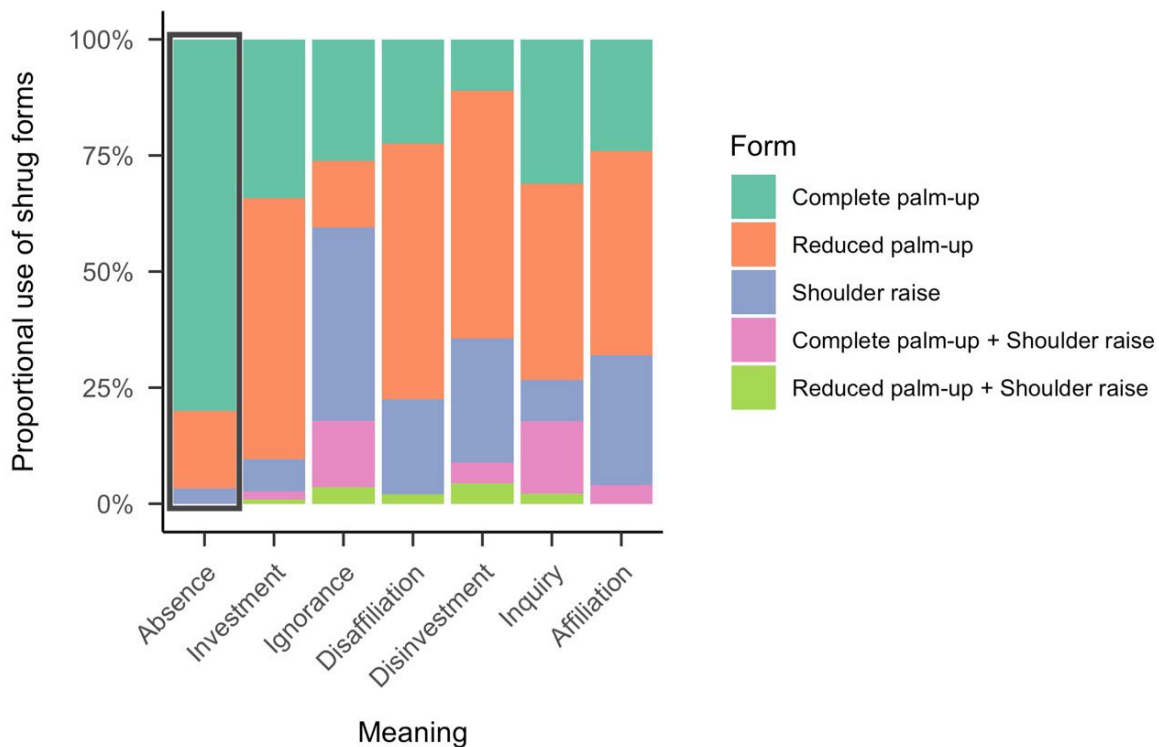 Proportional use of shrug forms
100%
75%
50%
25%
0%
Absence
Investment
Ignorance
Disaffiliation
Disinvestment
Inquiry
Affiliation
Meaning
Form
Complete palm-up
Reduced palm-up
Shoulder raise
Complete palm-up + Shoulder raise
Reduced palm-up + Shoulder raise